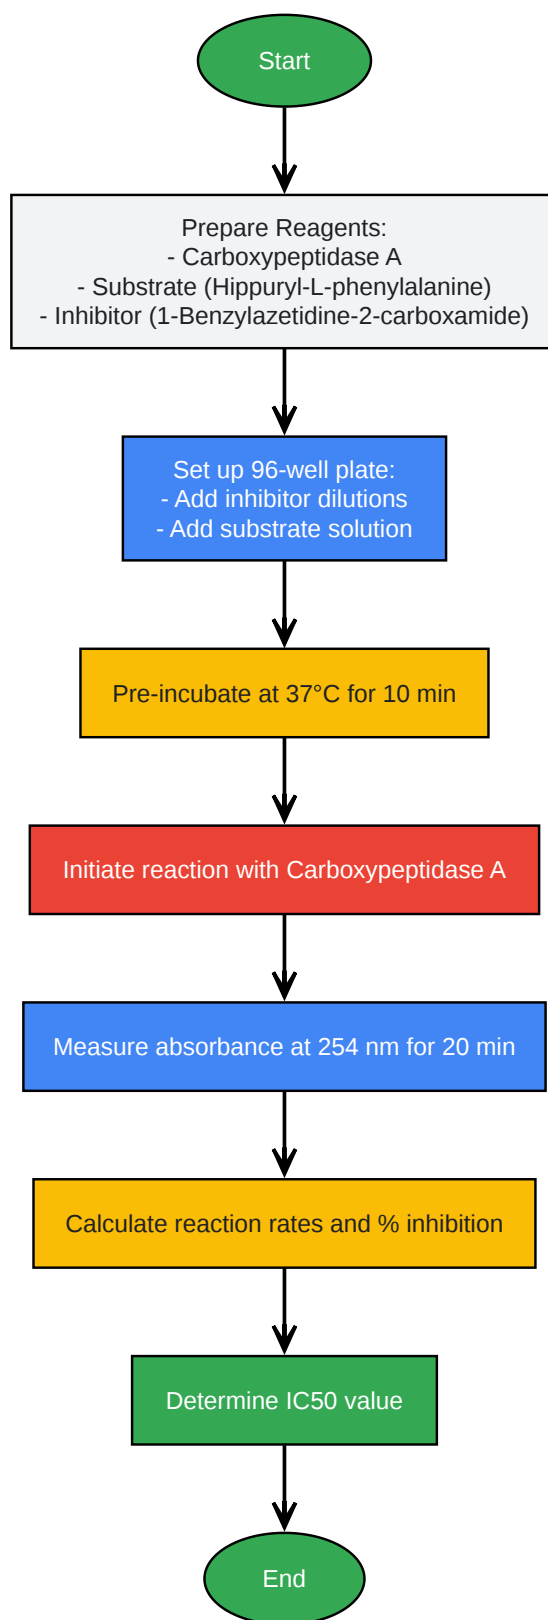 Start
Prepare Reagents:
- Carboxypeptidase A
- Substrate (Hippuryl-L-phenylalanine)
- Inhibitor (1-Benzylazetidine-2-carboxamide)
Set up 96-well plate:
- Add inhibitor dilutions
- Add substrate solution
Pre-incubate at 37°C for 10 min
Initiate reaction with Carboxypeptidase A
Measure absorbance at 254 nm for 20 min
Calculate reaction rates and % inhibition
Determine IC50 value
End